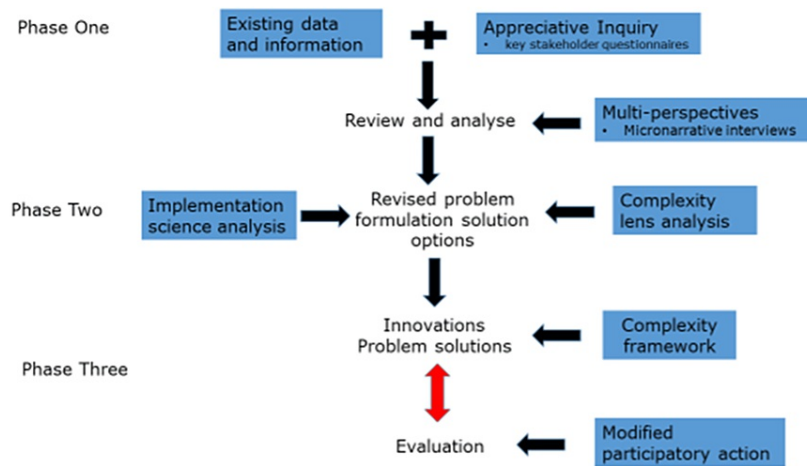 Phase One
Existing data
and information
Appreciative Inquiry
• key stakeholder questionnaires
Review and analyse
Multi-perspectives
• Micronarrative interviews
Phase Two
Implementation
science analysis
Revised problem
formulation solution
options
Complexity
lens analysis
Innovations
Problem solutions
Complexity
framework
Phase Three
Evaluation
Modified
participatory action